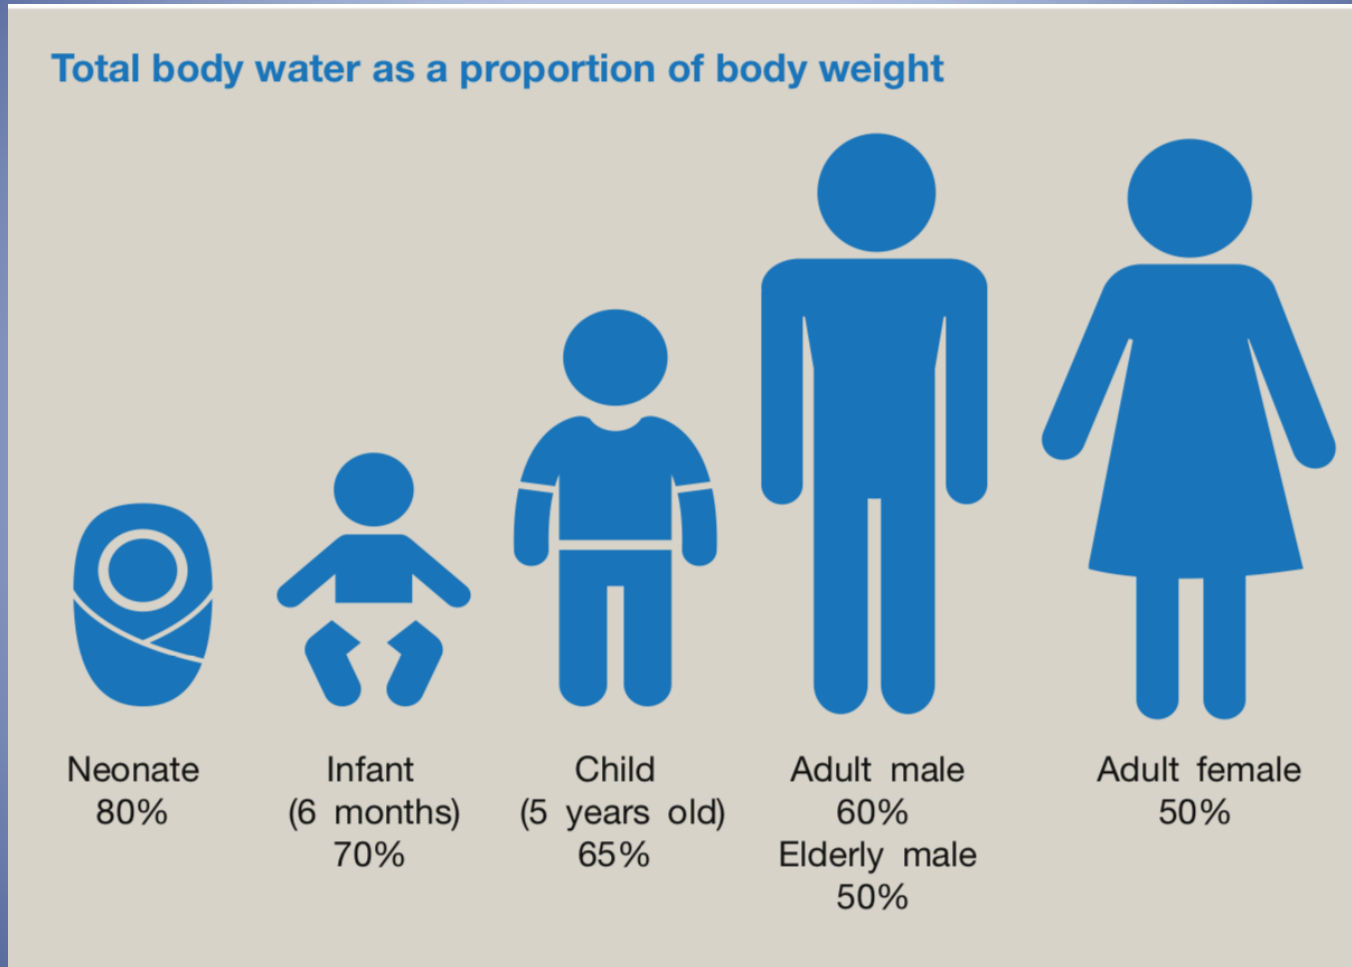 Total body water as a proportion of body weight
Neonate
80%
Infant
(6 months)
70%
Child
(5 years old)
65%
Adult male
60%
Elderly male
50%
Adult female
50%